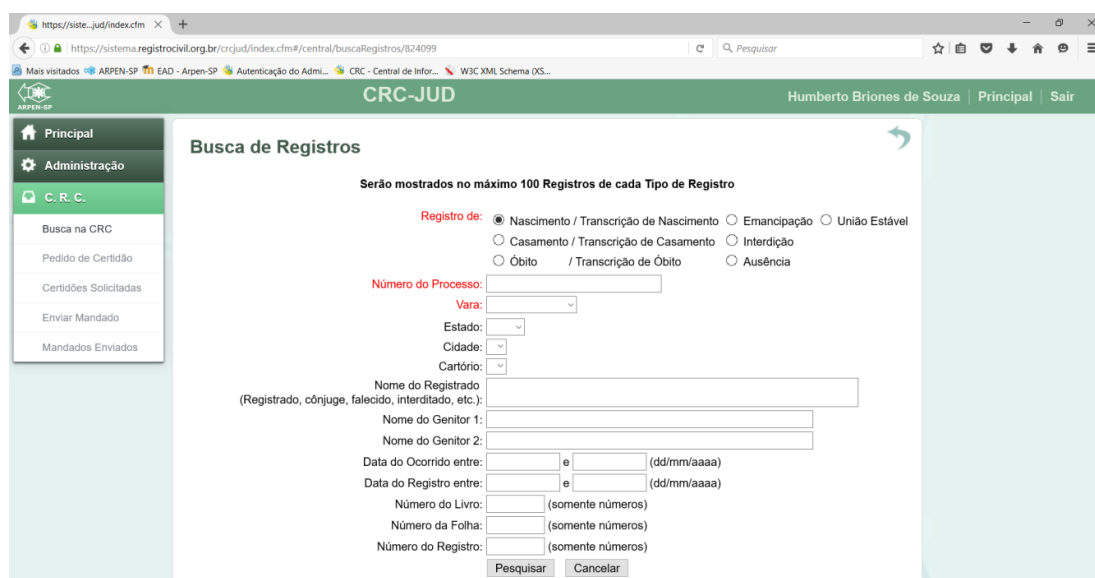 https://siste...jud/index.cfm
https://sistema.registrocivil.org.br/crcjud/index.cfm#/central/buscaRegistros/824099
Pesquisar
Mais visitados ARPEN-SP EAD - Arpen-SP Autenticação do Admi... CRC - Central de Infor... W3C XML Schema (XS...
ARPEN-SP
CRC-JUD
Humberto Briones de Souza | Principal | Sair
Principal
Administração
C. R. C.
Busca na CRC
Pedido de Certidão
Certidões Solicitadas
Enviar Mandado
Mandados Enviados
Busca de Registros
Serão mostrados no máximo 100 Registros de cada Tipo de Registro
Registro de: Nascimento / Transcrição de Nascimento Emancipação União Estável
Casamento / Transcrição de Casamento Interdição
Óbito / Transcrição de Óbito Ausência
Número do Processo:
Vara:
Estado:
Cidade:
Cartório:
Nome do Registrado
(Registrado, cônjuge, falecido, interditado, etc.):
Nome do Genitor 1:
Nome do Genitor 2:
Data do Ocorrido entre: e (dd/mm/aaaa)
Data do Registro entre: e (dd/mm/aaaa)
Número do Livro: (somente números)
Número da Folha: (somente números)
Número do Registro: (somente números)
Pesquisar Cancelar